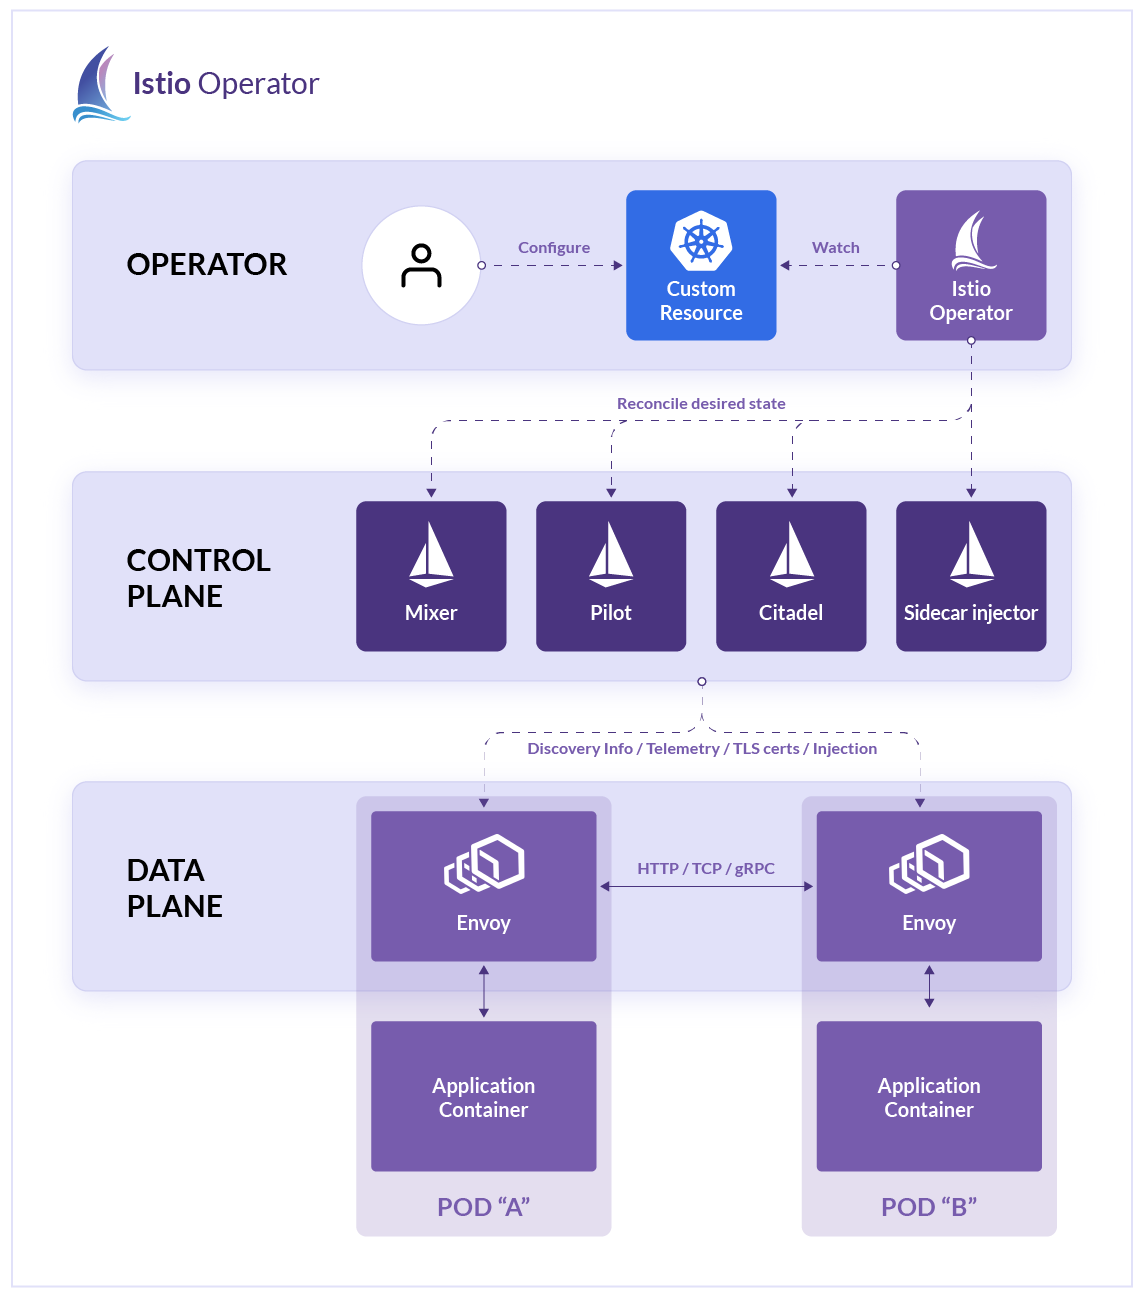 Istio Operator
OPERATOR
Configure
Custom
Resource
Watch
Istio
Operator
Reconcile desired state
CONTROL
PLANE
Mixer
Pilot
Citadel
Sidecar injector
Discovery Info / Telemetry / TLS certs / Injection
DATA
PLANE
Envoy
HTTP / TCP / gRPC
Envoy
Application
Container
Application
Container
POD “A”
POD “B”